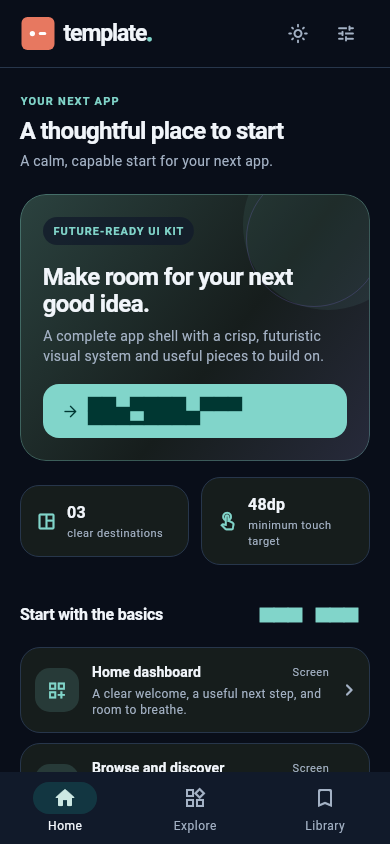 template.
YOUR NEXT APP
A thoughtful place to start
A calm, capable start for your next app.
FUTURE-READY UI KIT
Make room for your next
good idea.
A complete app shell with a crisp, futuristic
visual system and useful pieces to build on.
03
clear destinations
48dp
minimum touch
target
Start with the basics
Home dashboard
Screen
A clear welcome, a useful next step, and
room to breathe.
Browse and discover
Screen
Home
Explore
Library